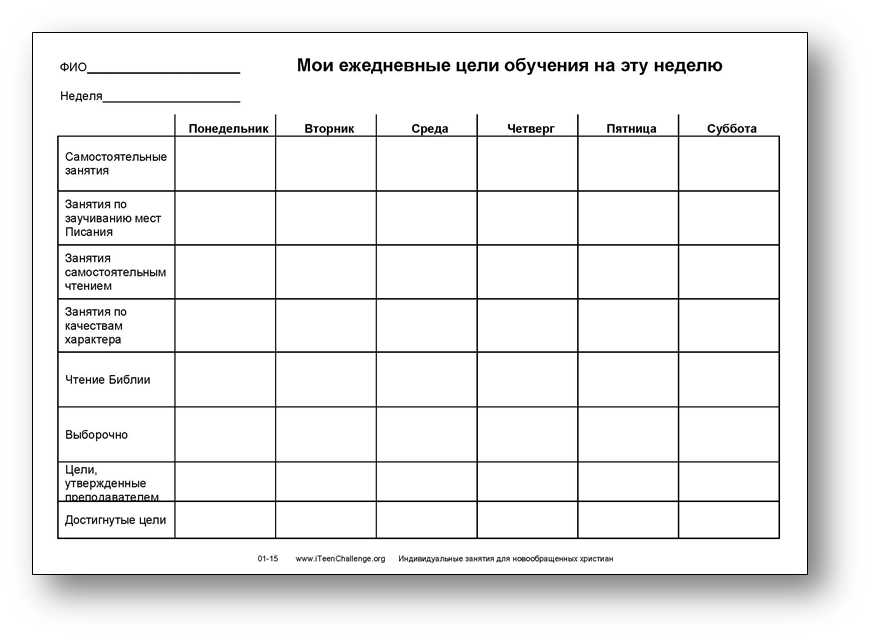 ФИО
Мои ежедневные цели обучения на эту неделю
Неделя
Понедельник Вторник Среда Четверг Пятница Суббота
Самостоятельные
занятия
Занятия по
заучиванию мест
Писания
Занятия
самостоятельным
чтением
Занятия по
качествам
характера
Чтение Библии
Выборочно
Цели,
утвержденные
преподавателем
Достигнутые цели
01-15 www.iTeenChallenge.org Индивидуальные занятия для новообращенных христиан